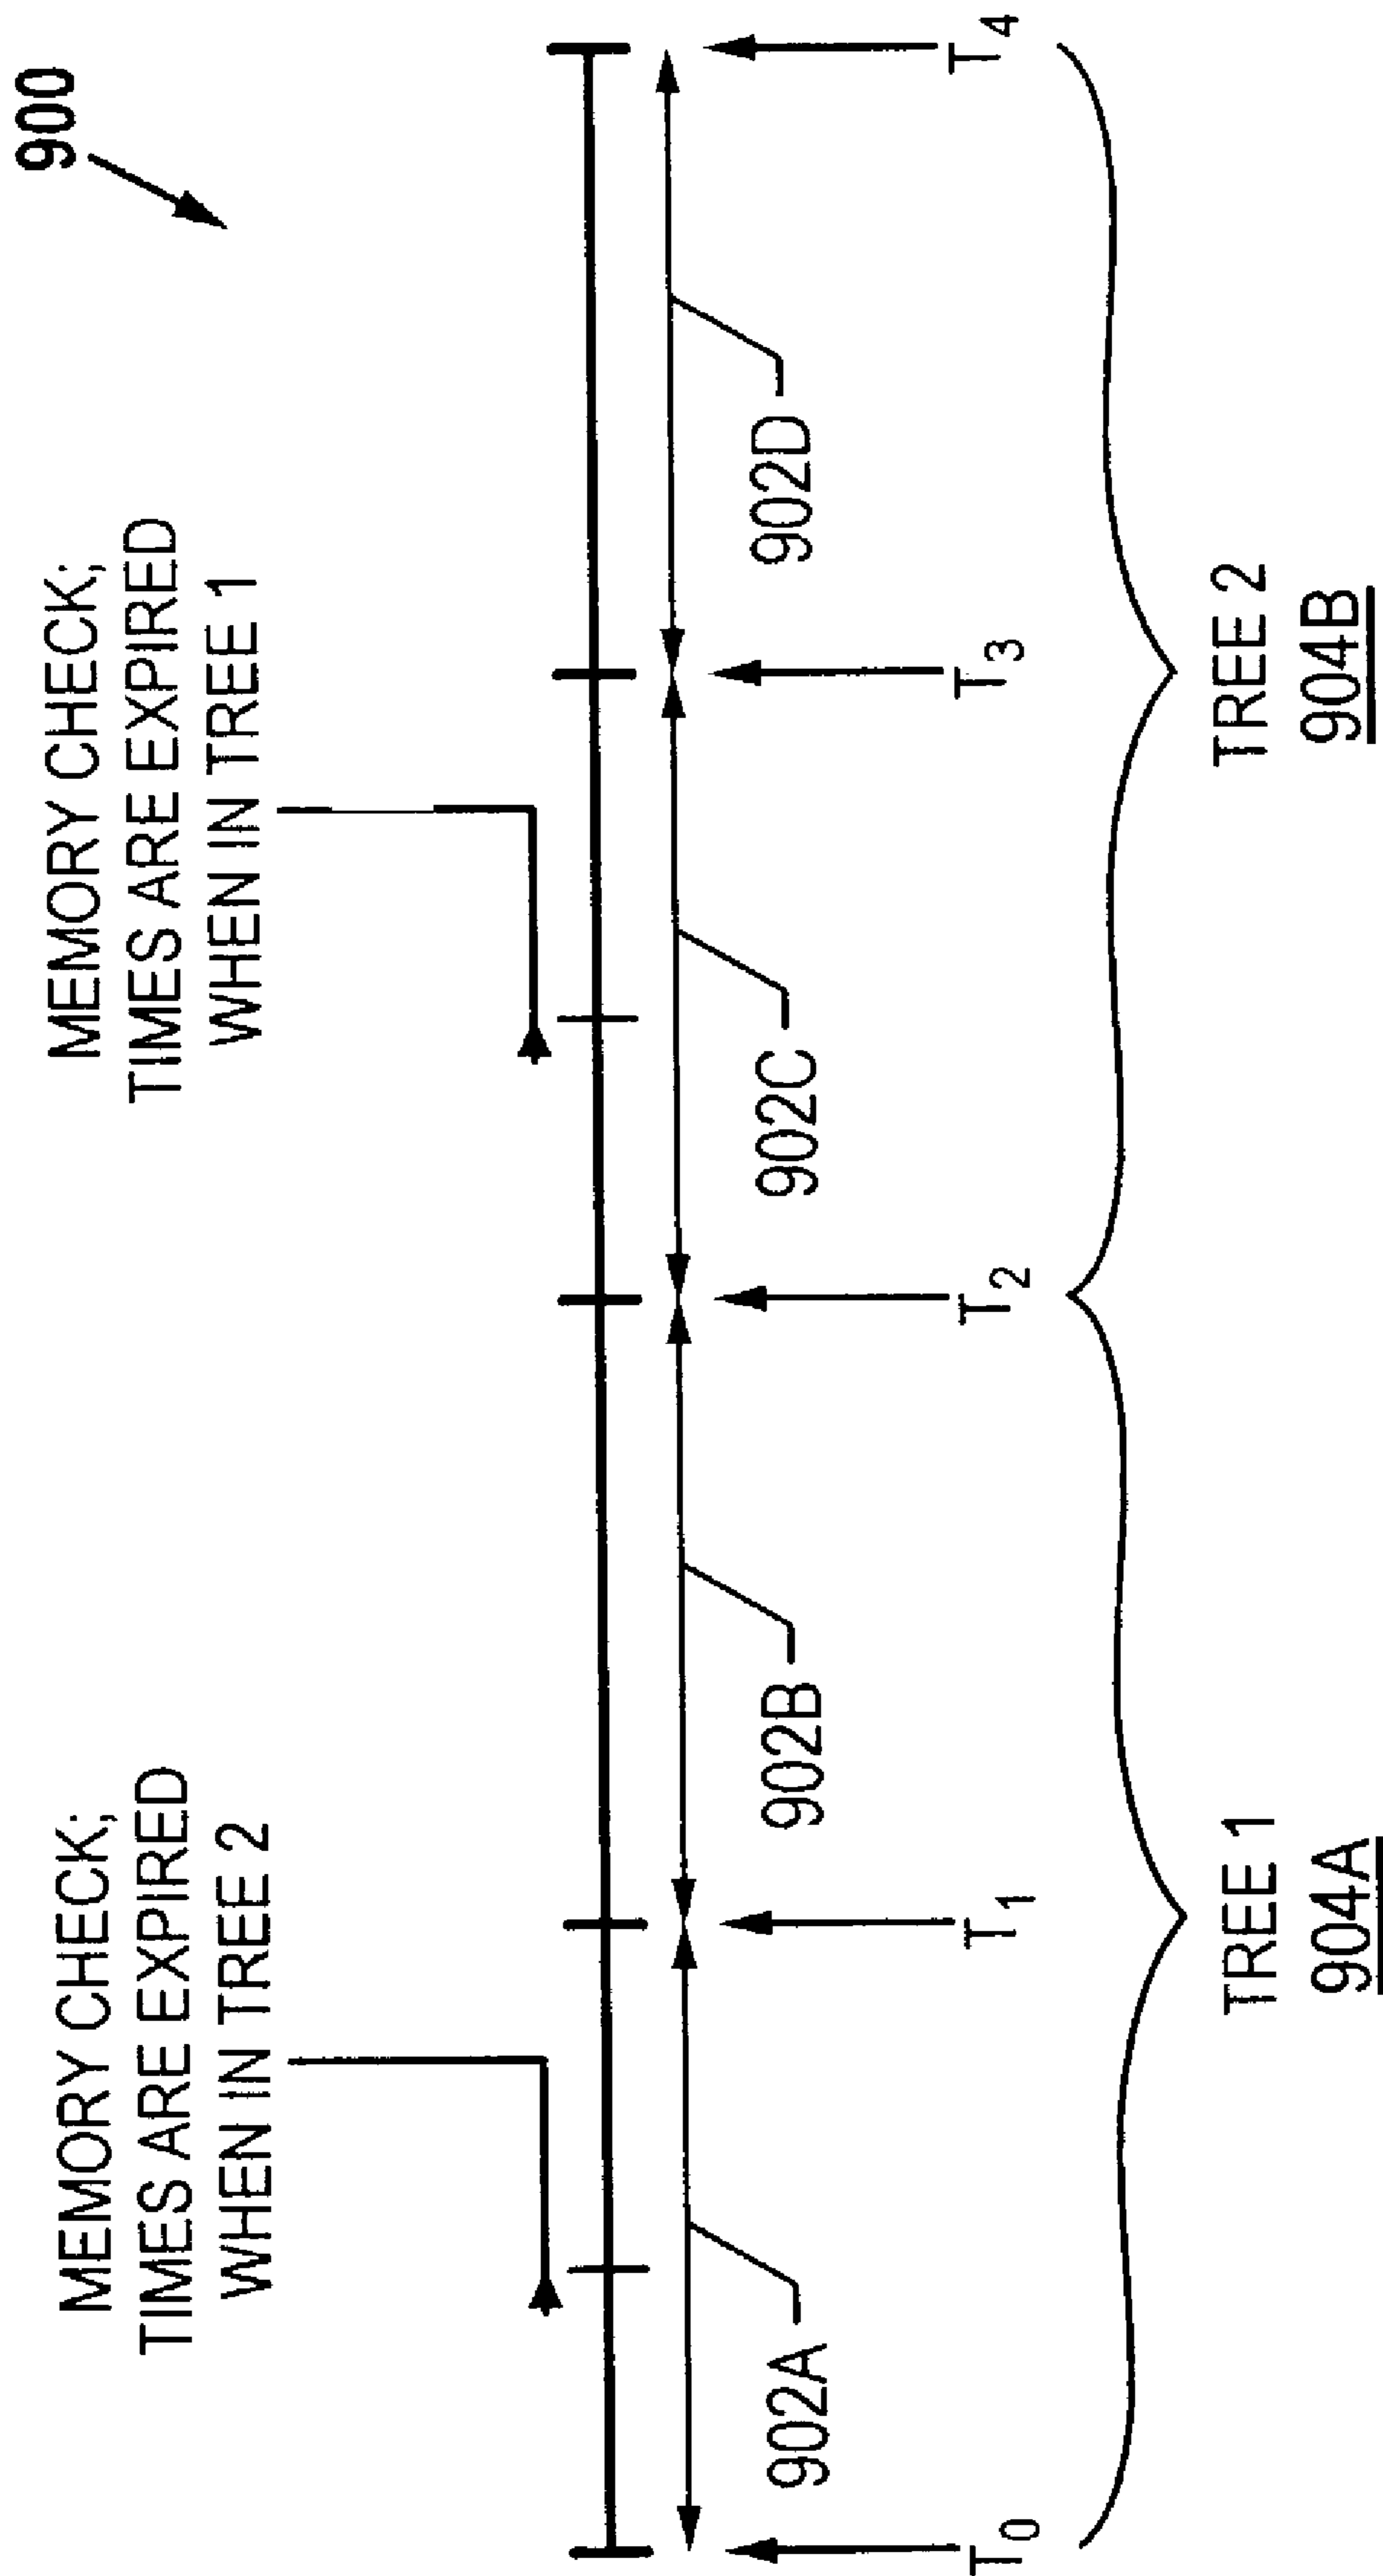 900
MEMORY CHECK;
TIMES ARE EXPIRED
WHEN IN TREE 2
MEMORY CHECK;
TIMES ARE EXPIRED
WHEN IN TREE 1
902A
902B
902C
902D
T0
T1
T2
T3
T4
TREE 1
904A
TREE 2
904B